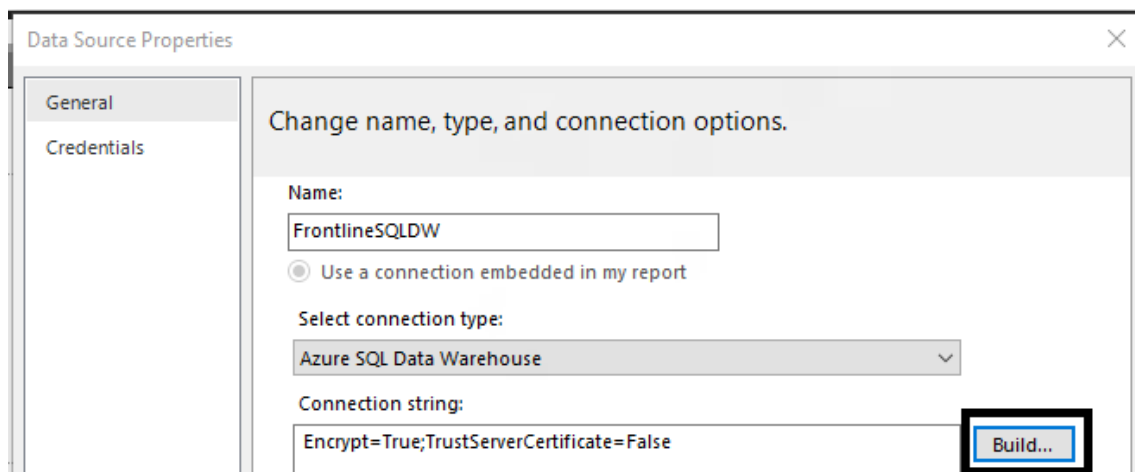 Data Source Properties
General
Credentials
Change name, type, and connection options.
Name:
FrontlineSQLDW
Use a connection embedded in my report
Select connection type:
Azure SQL Data Warehouse
Connection string:
Encrypt=True;TrustServerCertificate=False
Build...